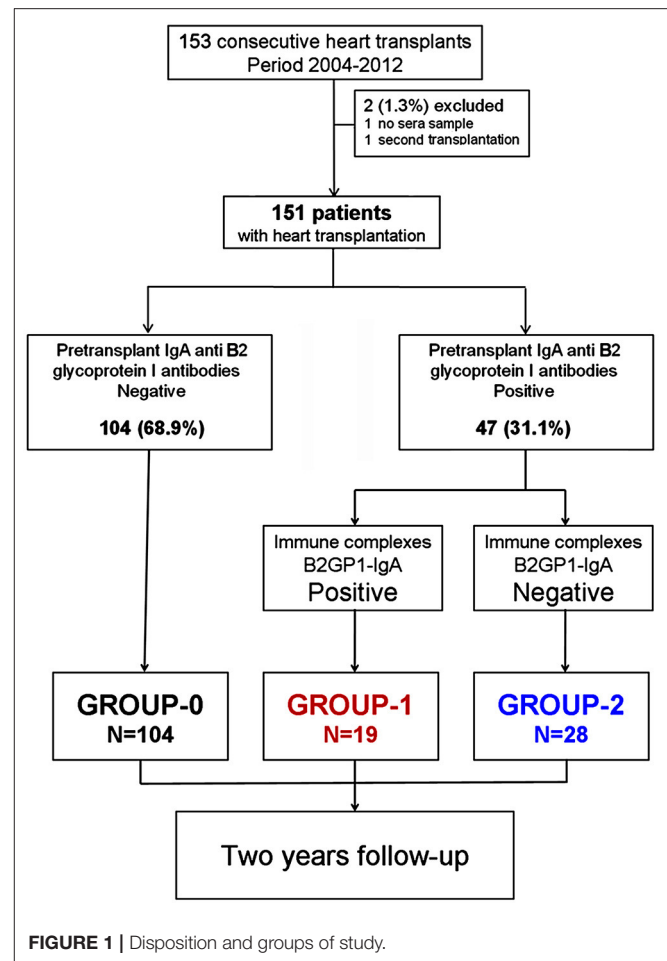 153 consecutive heart transplants
Period 2004-2012
2 (1.3%) excluded
1 no sera sample
1 second transplantation
151 patients
with heart transplantation
Pretransplant IgA anti B2
glycoprotein I antibodies
Negative
104 (68.9%)
Pretransplant IgA anti B2
glycoprotein I antibodies
Positive
47 (31.1%)
Immune complexes
B2GP1-IgA
Positive
Immune complexes
B2GP1-IgA
Negative
GROUP-0
N=104
GROUP-1
N=19
GROUP-2
N=28
Two years follow-up
FIGURE 1 | Disposition and groups of study.